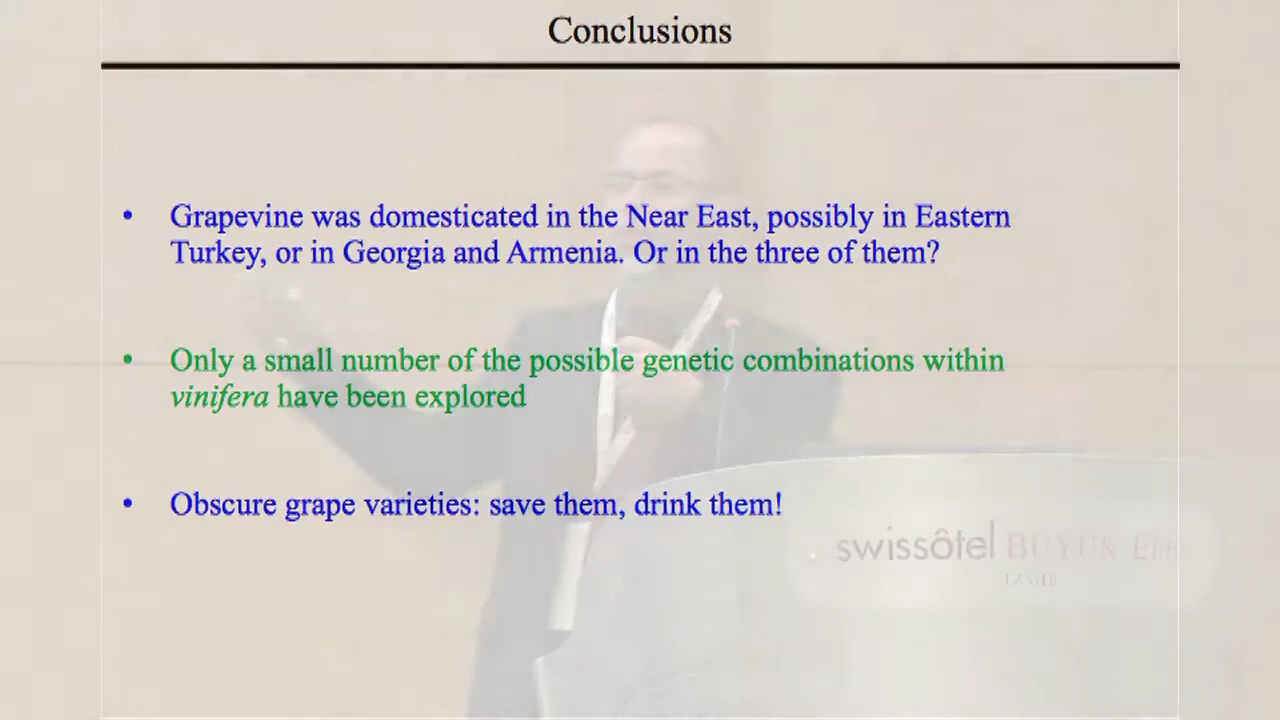 Conclusions
• Grapevine was domesticated in the Near East, possibly in Eastern
Turkey, or in Georgia and Armenia. Or in the three of them?
• Only a small number of the possible genetic combinations within
vinifera have been explored
• Obscure grape varieties: save them, drink them!
swissôtel BÜYÜK
IZMIR